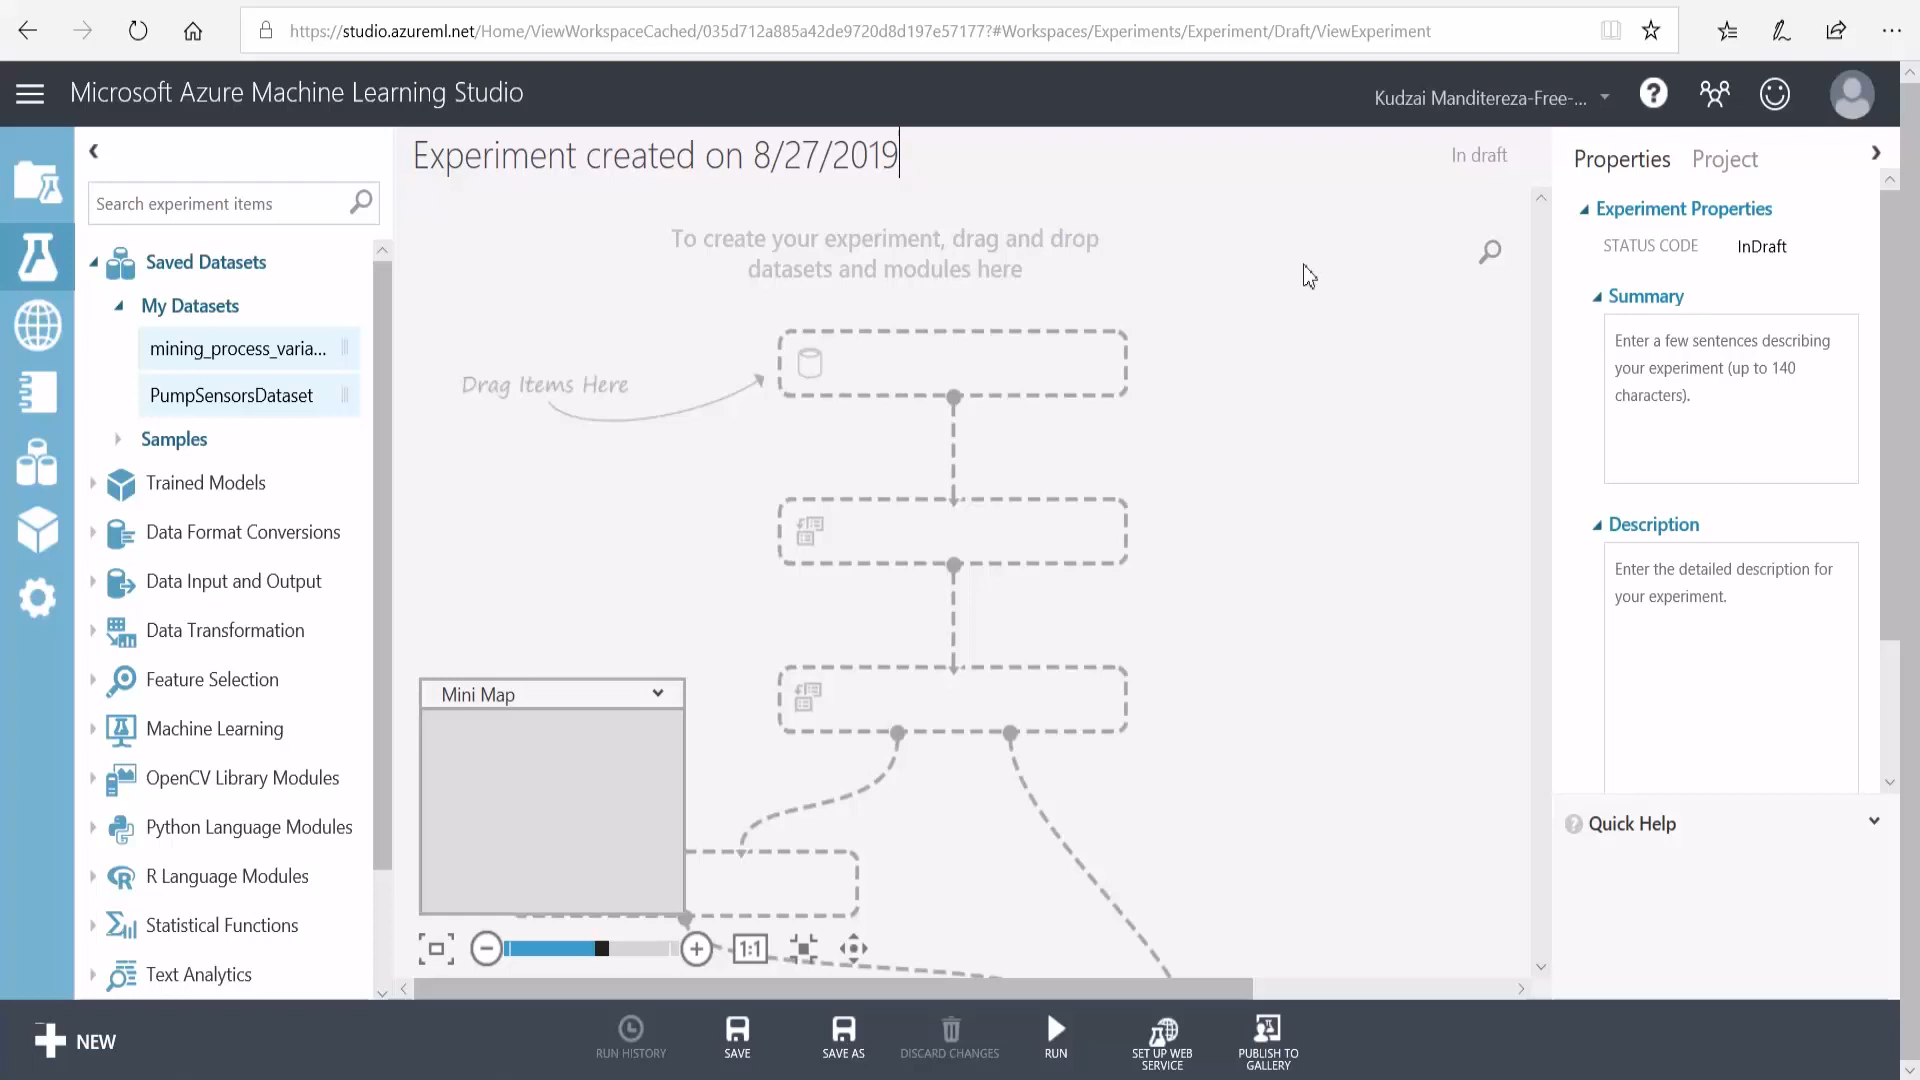 https://studio.azureml.net/Home/ViewWorkspaceCached/035d712a885a42de9720d8d197e57177?#Workspaces/Experiments/Experiment/Draft/ViewExperiment
Microsoft Azure Machine Learning Studio
Kudzai Manditereza-Free-...
Experiment created on 8/27/2019
In draft
Search experiment items
Saved Datasets
My Datasets
mining_process_varia...
PumpSensorsDataset
Samples
Trained Models
Data Format Conversions
Data Input and Output
Data Transformation
Feature Selection
Machine Learning
OpenCV Library Modules
Python Language Modules
R Language Modules
Statistical Functions
Text Analytics
To create your experiment, drag and drop
datasets and modules here
Drag Items Here
Mini Map
1:1
Properties
Project
Experiment Properties
STATUS CODE
InDraft
Summary
Enter a few sentences describing
your experiment (up to 140
characters).
Description
Enter the detailed description for
your experiment.
Quick Help
NEW
RUN HISTORY
SAVE
SAVE AS
DISCARD CHANGES
RUN
SET UP WEB
SERVICE
PUBLISH TO
GALLERY